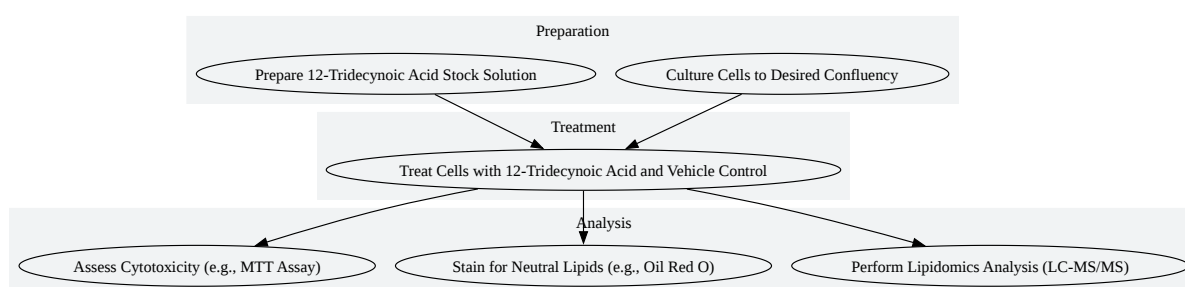 Preparation
Prepare 12-Tridecynoic Acid Stock Solution
Culture Cells to Desired Confluency
Treatment
Treat Cells with 12-Tridecynoic Acid and Vehicle Control
Analysis
Assess Cytotoxicity (e.g., MTT Assay)
Stain for Neutral Lipids (e.g., Oil Red O)
Perform Lipidomics Analysis (LC-MS/MS)